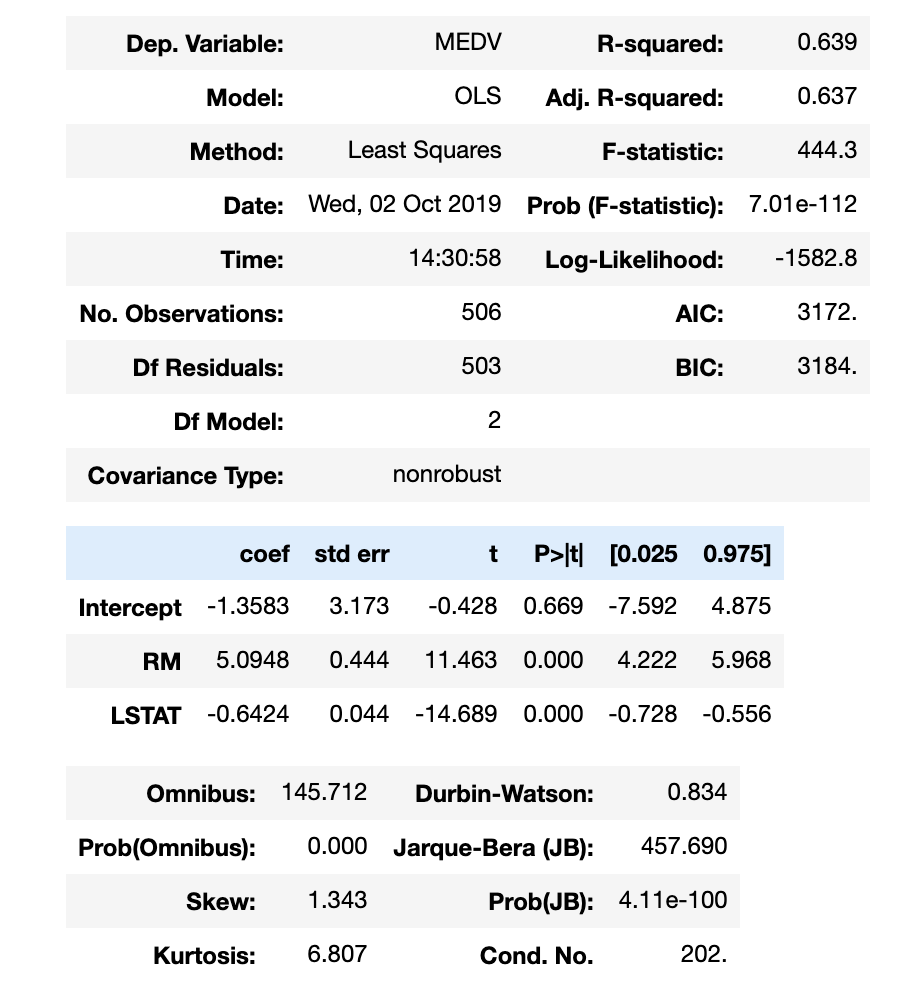 Dep. Variable: MEDV R-squared: 0.639
Model: OLS Adj. R-squared: 0.637
Method: Least Squares F-statistic: 444.3
Date: Wed, 02 Oct 2019 Prob (F-statistic): 7.01e-112
Time: 14:30:58 Log-Likelihood: -1582.8
No. Observations: 506 AIC: 3172.
Df Residuals: 503 BIC: 3184.
Df Model: 2
Covariance Type: nonrobust
coef std err t P>|t| [0.025 0.975]
Intercept -1.3583 3.173 -0.428 0.669 -7.592 4.875
RM 5.0948 0.444 11.463 0.000 4.222 5.968
LSTAT -0.6424 0.044 -14.689 0.000 -0.728 -0.556
Omnibus: 145.712 Durbin-Watson: 0.834
Prob(Omnibus): 0.000 Jarque-Bera (JB): 457.690
Skew: 1.343 Prob(JB): 4.11e-100
Kurtosis: 6.807 Cond. No. 202.